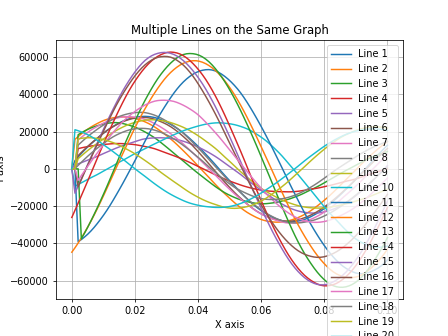 Multiple Lines on the Same Graph
60000
40000
20000
0
−20000
−40000
−60000
0.00
0.02
0.04
0.06
X axis
axis
Line 1
Line 2
Line 3
Line 4
Line 5
Line 6
Line 7
Line 8
Line 9
Line 10
Line 11
Line 12
Line 13
Line 14
Line 15
Line 16
Line 17
Line 18
Line 19
Line 20